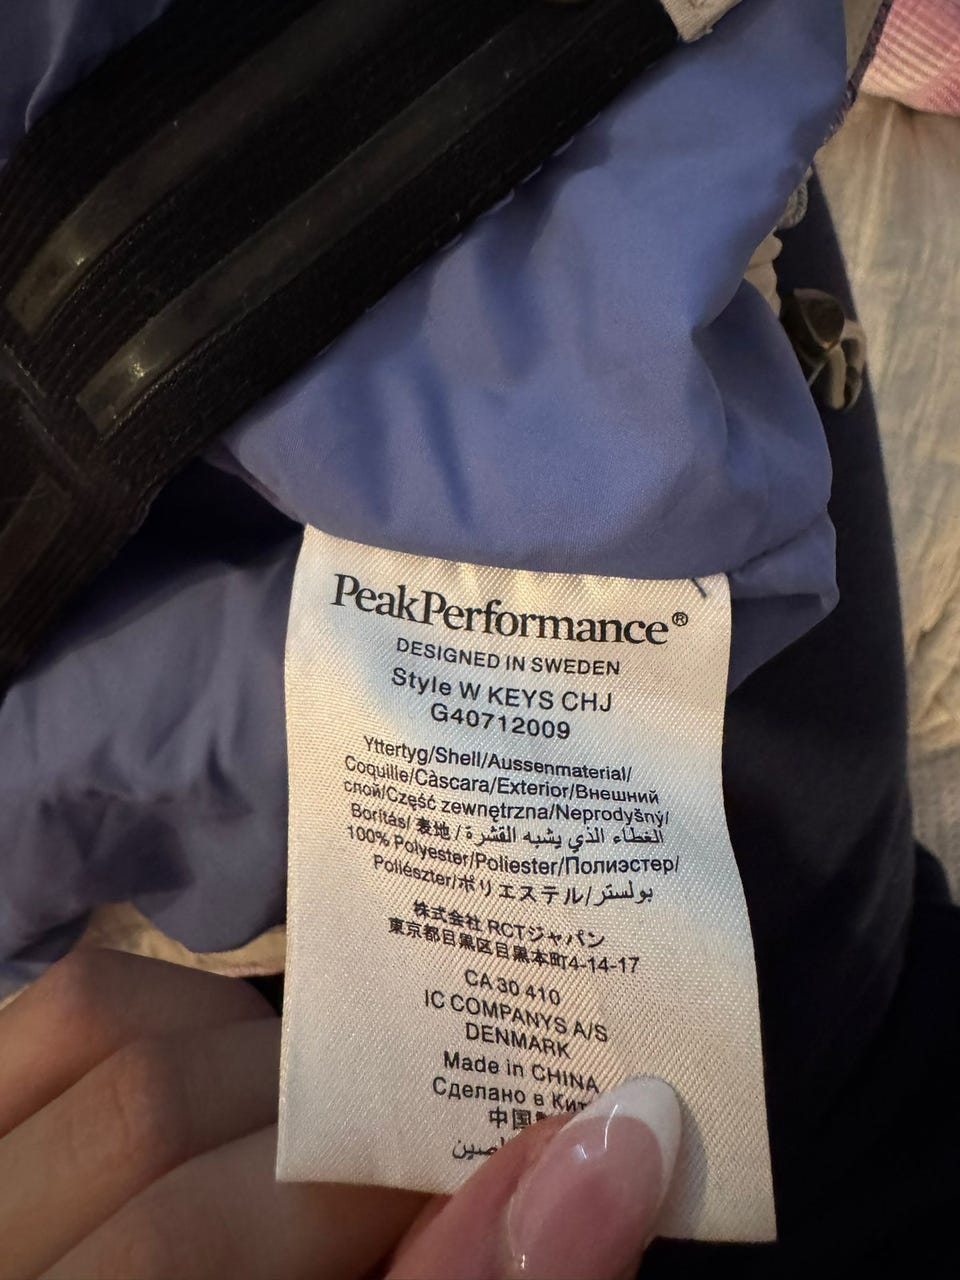 PeakPerformance®
DESIGNED IN SWEDEN
Style W KEYS CHJ
G40712009
Yttertyg/Shell/Aussenmaterial/
Coquille/Càscara/Exterior/Внешний
слой/Część zewnętrzna/Neprodyšný/
Borítás/ 表地 / الغطاء الذي يشبه القشرة
100% Polyester/Poliester/Полиэстер/
Poliészter/ポリエステル/بولستر
株式会社 RCTジャパン
東京都目黒区目黒本町4-14-17
CA 30 410
IC COMPANYS A/S
DENMARK
Made in CHINA
Сделано в
中国